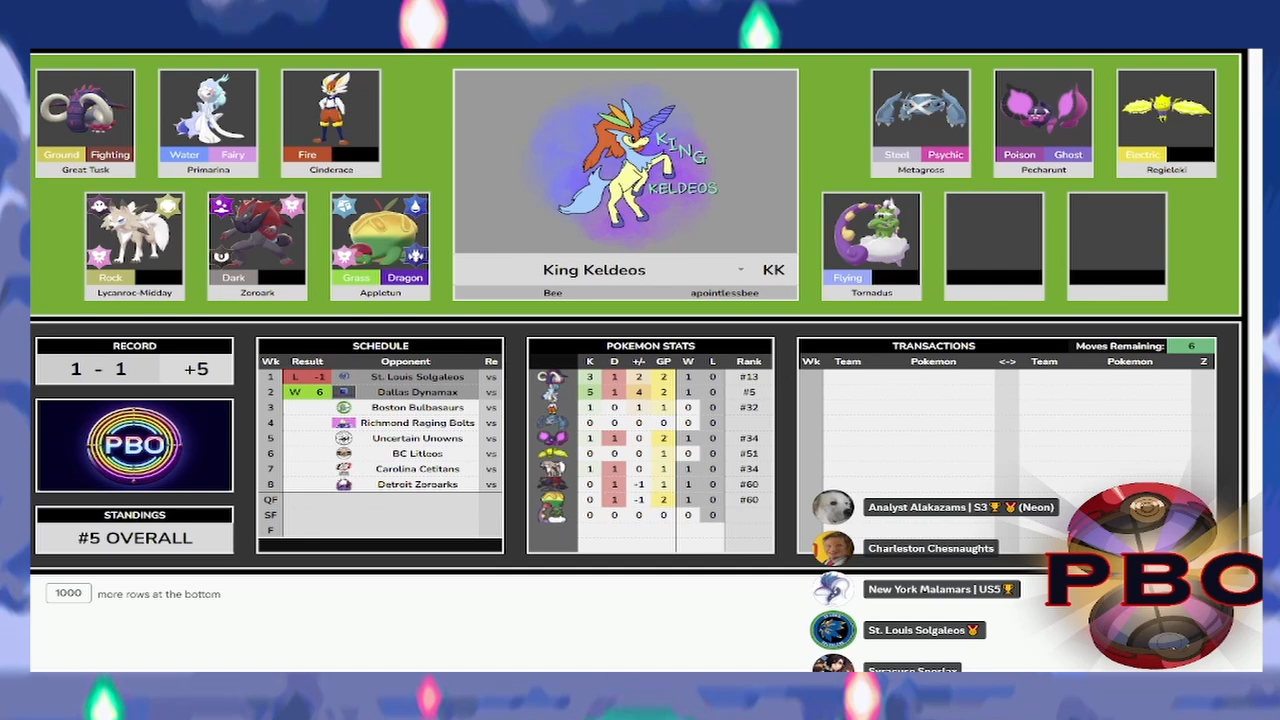 Ground Fighting
Great Tusk
Water Fairy
Primarina
Fire
Cinderace
KING
KELDEOS
Steel Psychic
Metagross
Poison Ghost
Pecharunt
Electric
Regieleki
Rock
Lycanroc-Midday
Dark
Zoroark
Grass Dragon
Appletun
King Keldeos KK
Bee apointlessbee
Flying
Tornadus
RECORD
1 - 1 +5
PBO
STANDINGS
#5 OVERALL
SCHEDULE
Wk Result Opponent Re
1 L -1 St. Louis Solgaleos vs
2 W 6 Dallas Dynamax vs
3 Boston Bulbasaurs vs
4 Richmond Raging Bolts vs
5 Uncertain Unowns vs
6 BC Litleos vs
7 Carolina Cetitans vs
8 Detroit Zoroarks vs
QF
SF
F
POKEMON STATS
K D +/- GP W L Rank
3 1 2 2 1 0 #13
5 1 4 2 1 0 #5
1 0 1 1 0 0 #32
0 0 0 0 0 0
1 1 0 2 1 0 #34
0 0 0 1 0 0 #51
1 1 0 1 1 0 #34
0 1 -1 1 0 0 #60
0 1 -1 2 1 0 #60
0 0 0 0 0 0
TRANSACTIONS Moves Remaining: 6
Wk Team Pokemon <-> Team Pokemon Z
Analyst Alakazams | S3🏆🏅(Neon)
Charleston Chesnaughts
New York Malamars | US5🏆
St. Louis Solgaleos🏅
Syracuse Snorlax
PBO
1000 more rows at the bottom